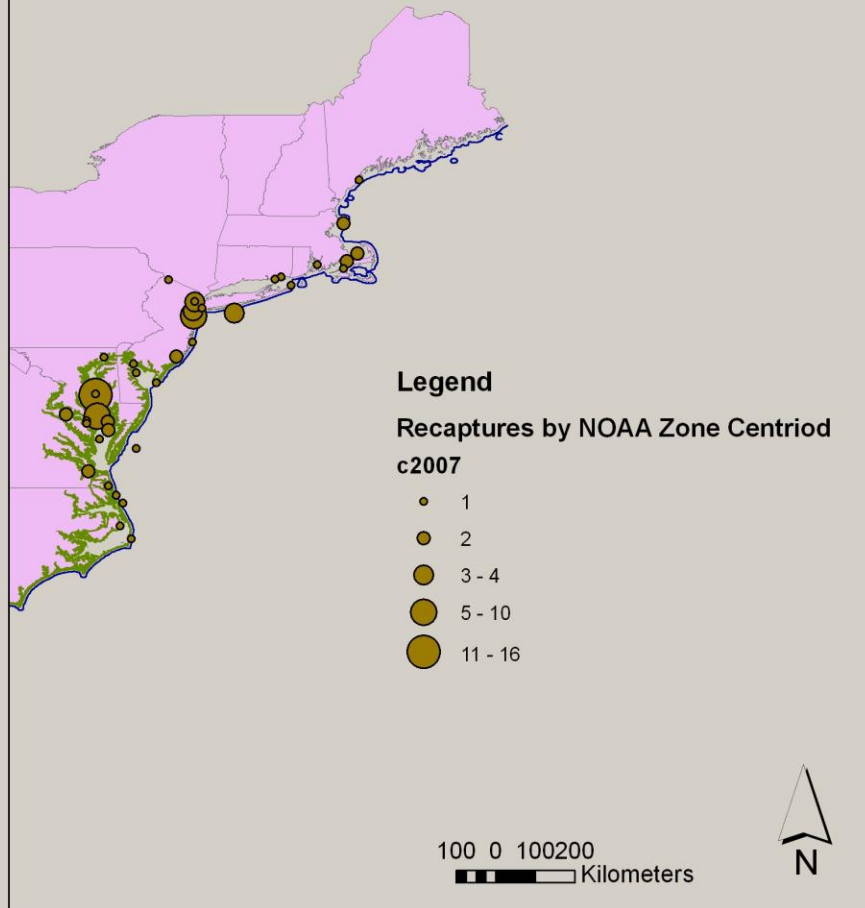 Legend
Recaptures by NOAA Zone Centriod
c2007
1
2
3 - 4
5 - 10
11 - 16
N
100 0 100200
Kilometers